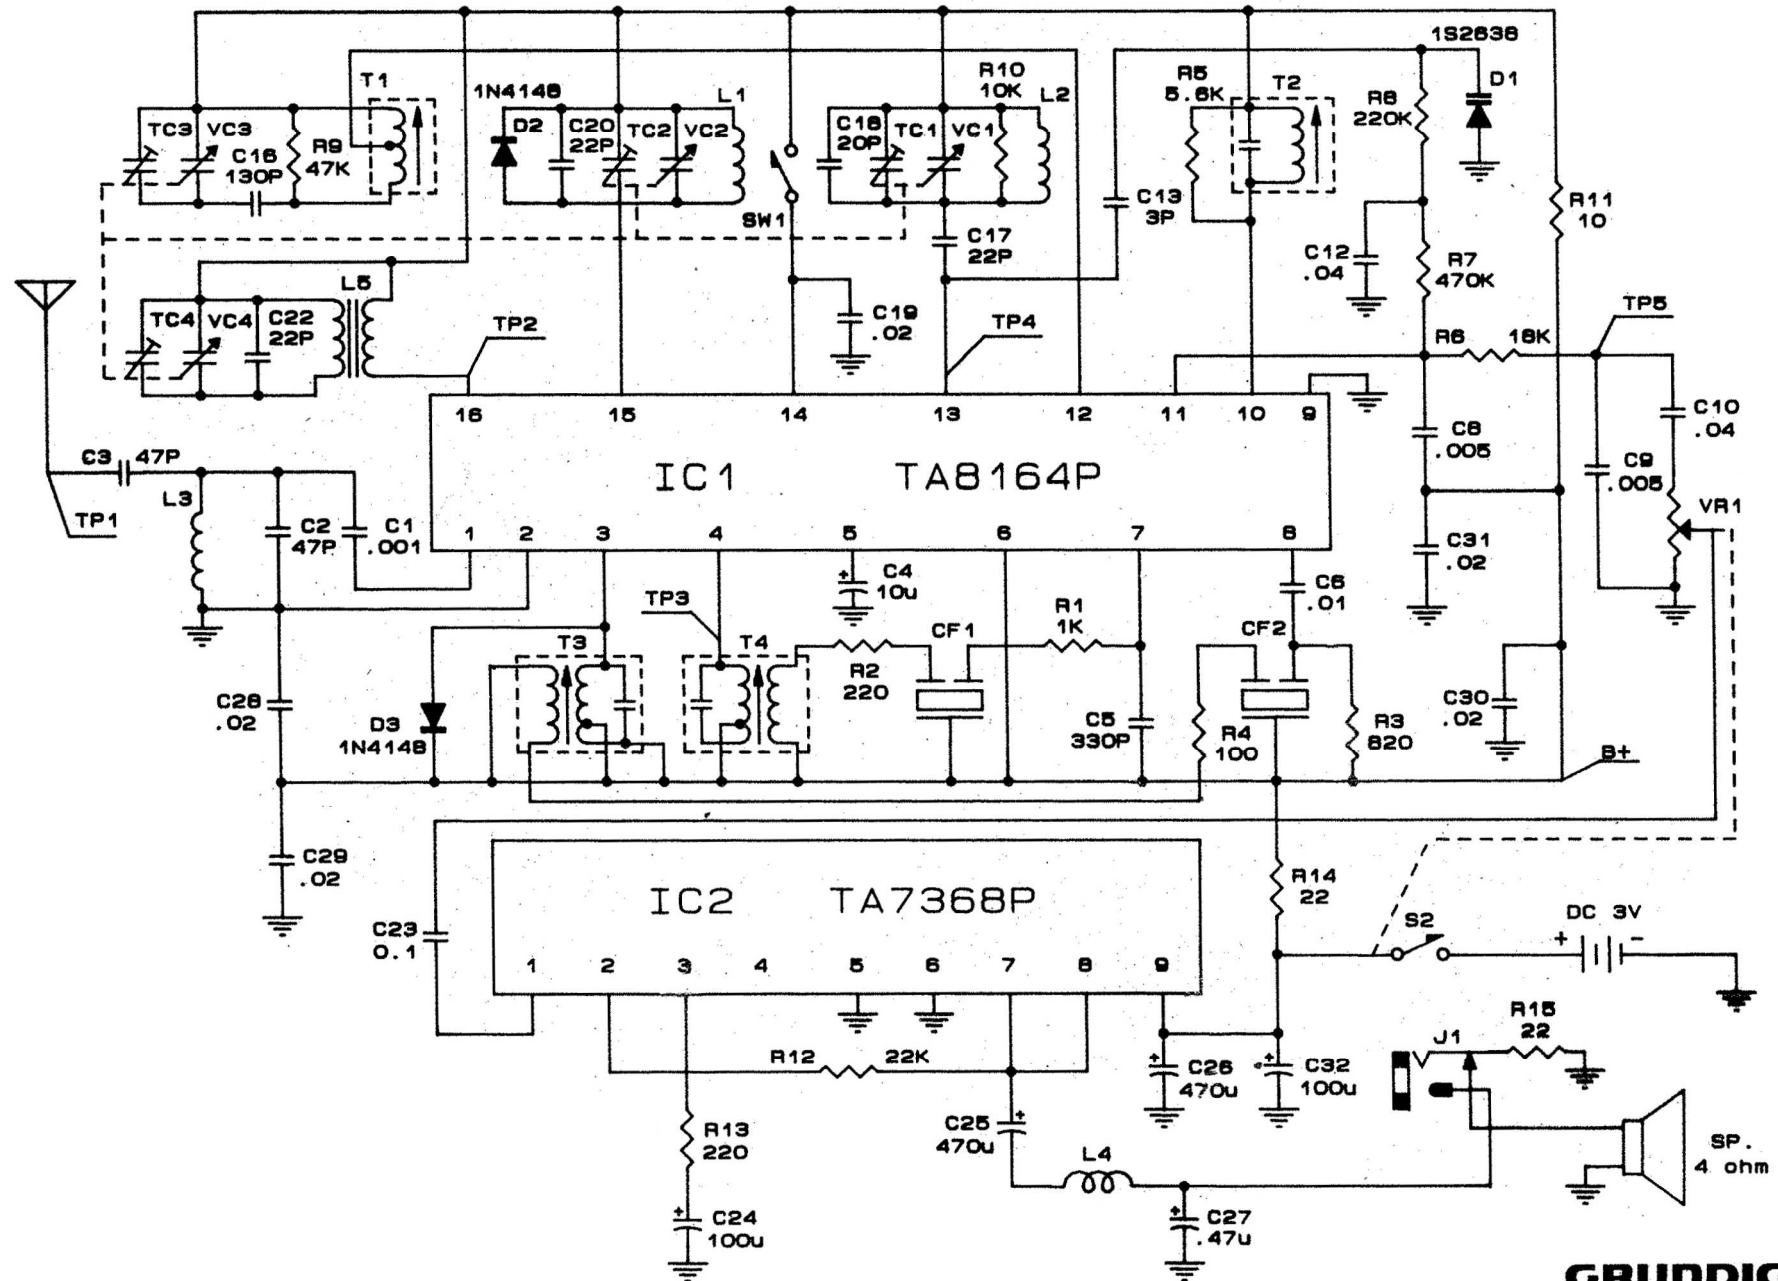 1S2638
T1
R10
10K
R5
5.6K
T2
R8
220K
D1
1N4148
L1
L2
TC3
VC3
D2
C20
22P
TC2
VC2
C18
20P
TC1
VC1
C16
130P
R9
47K
SW1
C13
3P
R11
10
C17
22P
C12
.04
R7
470K
L5
TC4
VC4
C22
22P
TP2
C19
.02
TP4
TP5
R6
18K
16
15
14
13
12
11
10
9
C10
.04
C3
47P
IC1
TA8164P
C8
.005
C9
.005
VR1
L3
TP1
C2
47P
C1
.001
1
2
3
4
5
6
7
8
C31
.02
+
C4
10u
C6
.01
TP3
R1
1K
CF1
CF2
T3
T4
R2
220
C28
.02
D3
1N4148
C5
330P
R4
100
R3
820
C30
.02
B+
C29
.02
IC2
TA7368P
R14
22
C23
0.1
S2
DC 3V
+
-
1
2
3
4
5
6
7
8
9
R12
22K
+
C26
470u
+
C32
100u
J1
R15
22
R13
220
C25
470u
+
L4
SP.
4 ohm
+
C24
100u
+
C27
.47u
GRUNDIG